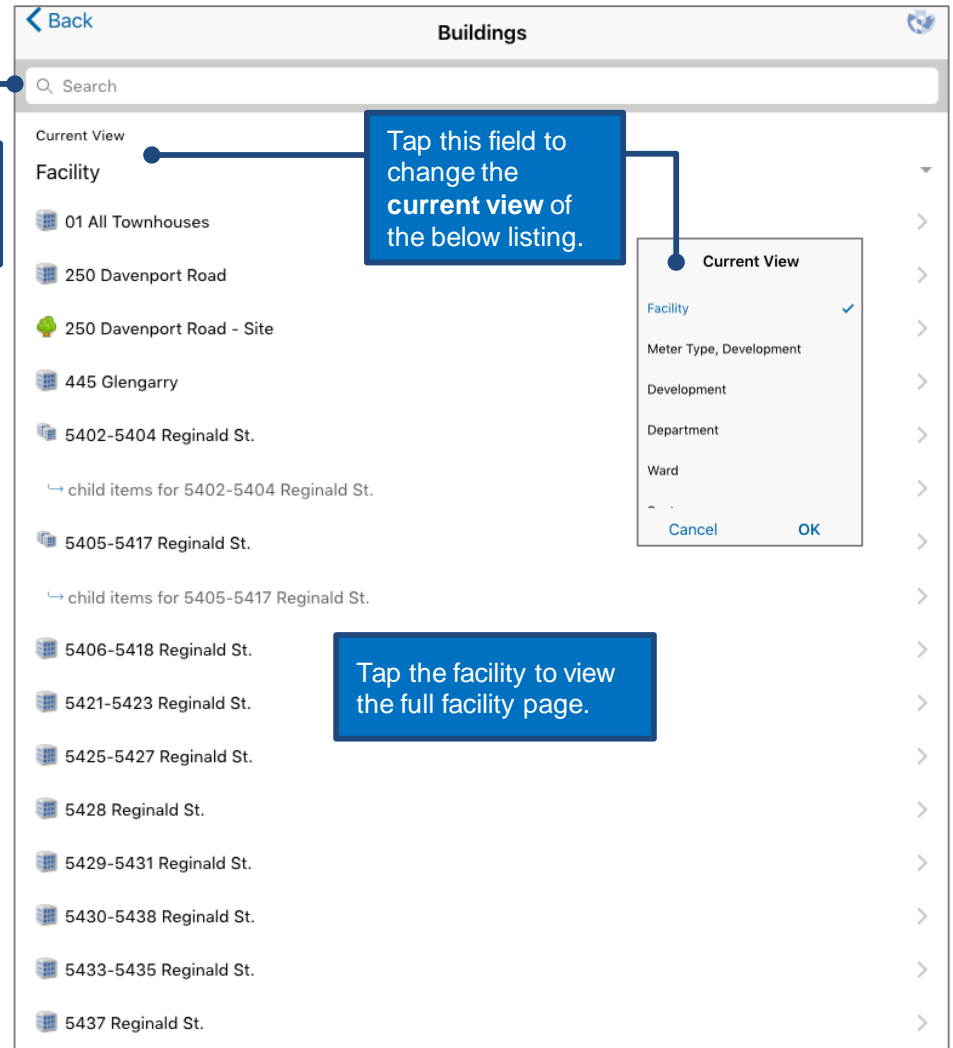 Back
Buildings
Search
Current View
Facility
Tap this field to
change the
current view of
the below listing.
01 All Townhouses
250 Davenport Road
250 Davenport Road - Site
445 Glengarry
5402-5404 Reginald St.
child items for 5402-5404 Reginald St.
5405-5417 Reginald St.
child items for 5405-5417 Reginald St.
5406-5418 Reginald St.
5421-5423 Reginald St.
5425-5427 Reginald St.
5428 Reginald St.
5429-5431 Reginald St.
5430-5438 Reginald St.
5433-5435 Reginald St.
5437 Reginald St.
Current View
Facility
Meter Type, Development
Development
Department
Ward
Cancel
OK
Tap the facility to view
the full facility page.